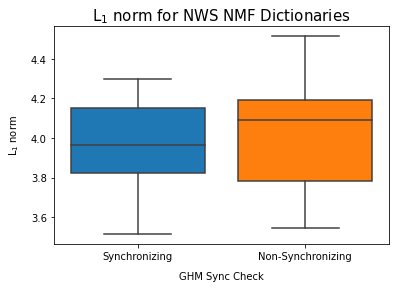 L₁ norm for NWS NMF Dictionaries
4.4
4.2
4.0
3.8
3.6
L₁ norm
Synchronizing
Non-Synchronizing
GHM Sync Check